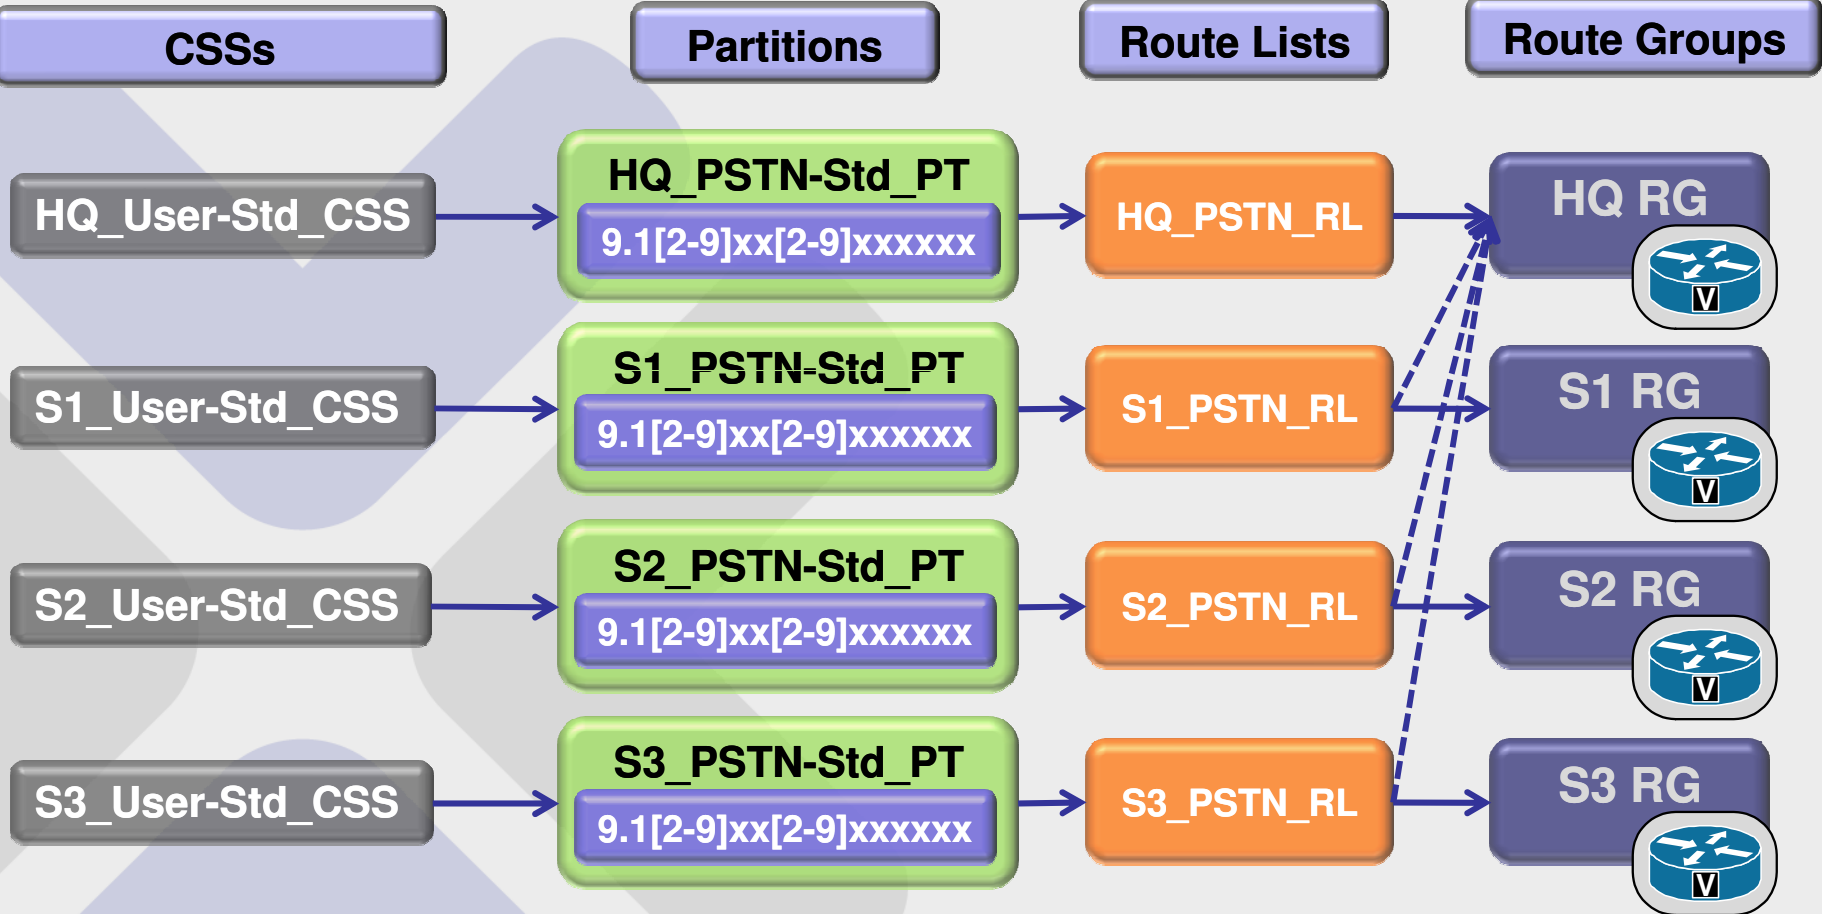 CSSs
Partitions
Route Lists
Route Groups
HQ_User-Std_CSS
HQ_PSTN-Std_PT
9.1[2-9]xx[2-9]xxxxxx
HQ_PSTN_RL
HQ RG
V
S1_User-Std_CSS
S1_PSTN-Std_PT
9.1[2-9]xx[2-9]xxxxxx
S1_PSTN_RL
S1 RG
V
S2_User-Std_CSS
S2_PSTN-Std_PT
9.1[2-9]xx[2-9]xxxxxx
S2_PSTN_RL
S2 RG
V
S3_User-Std_CSS
S3_PSTN-Std_PT
9.1[2-9]xx[2-9]xxxxxx
S3_PSTN_RL
S3 RG
V